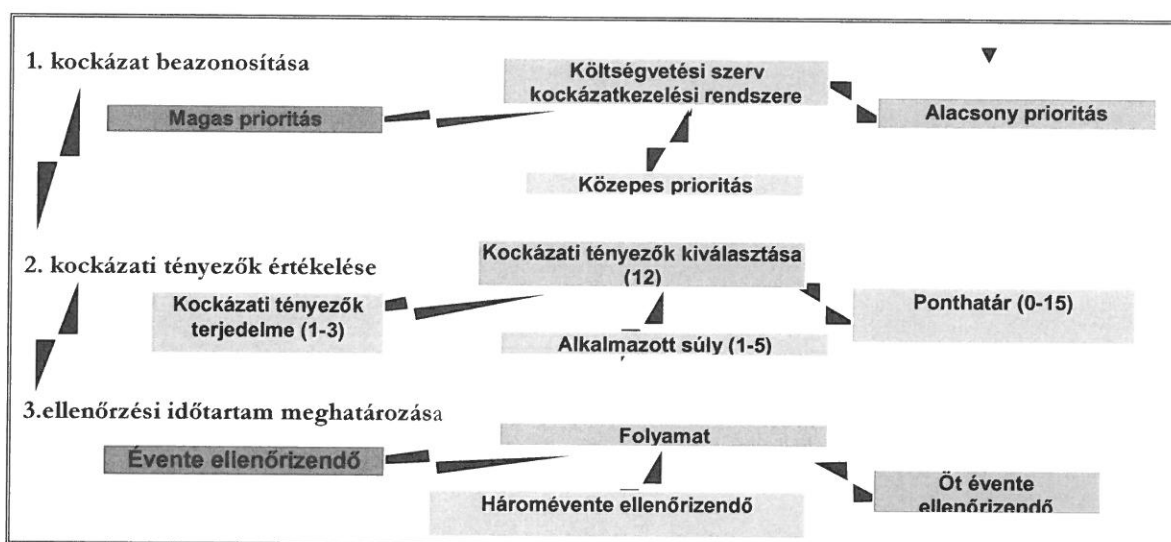 1. kockázat beazonosítása
Költségvetési szerv
kockázatkezelési rendszere
Magas prioritás
Alacsony prioritás
Közepes prioritás
2. kockázati tényezők értékelése
Kockázati tényezők kiválasztása
(12)
Kockázati tényezők
terjedelme (1-3)
Ponthatár (0-15)
Alkalmazott súly (1-5)
3.ellenőrzési időtartam meghatározása
Folyamat
Évente ellenőrizendő
Háromévente ellenőrizendő
Öt évente
ellenőrizendő